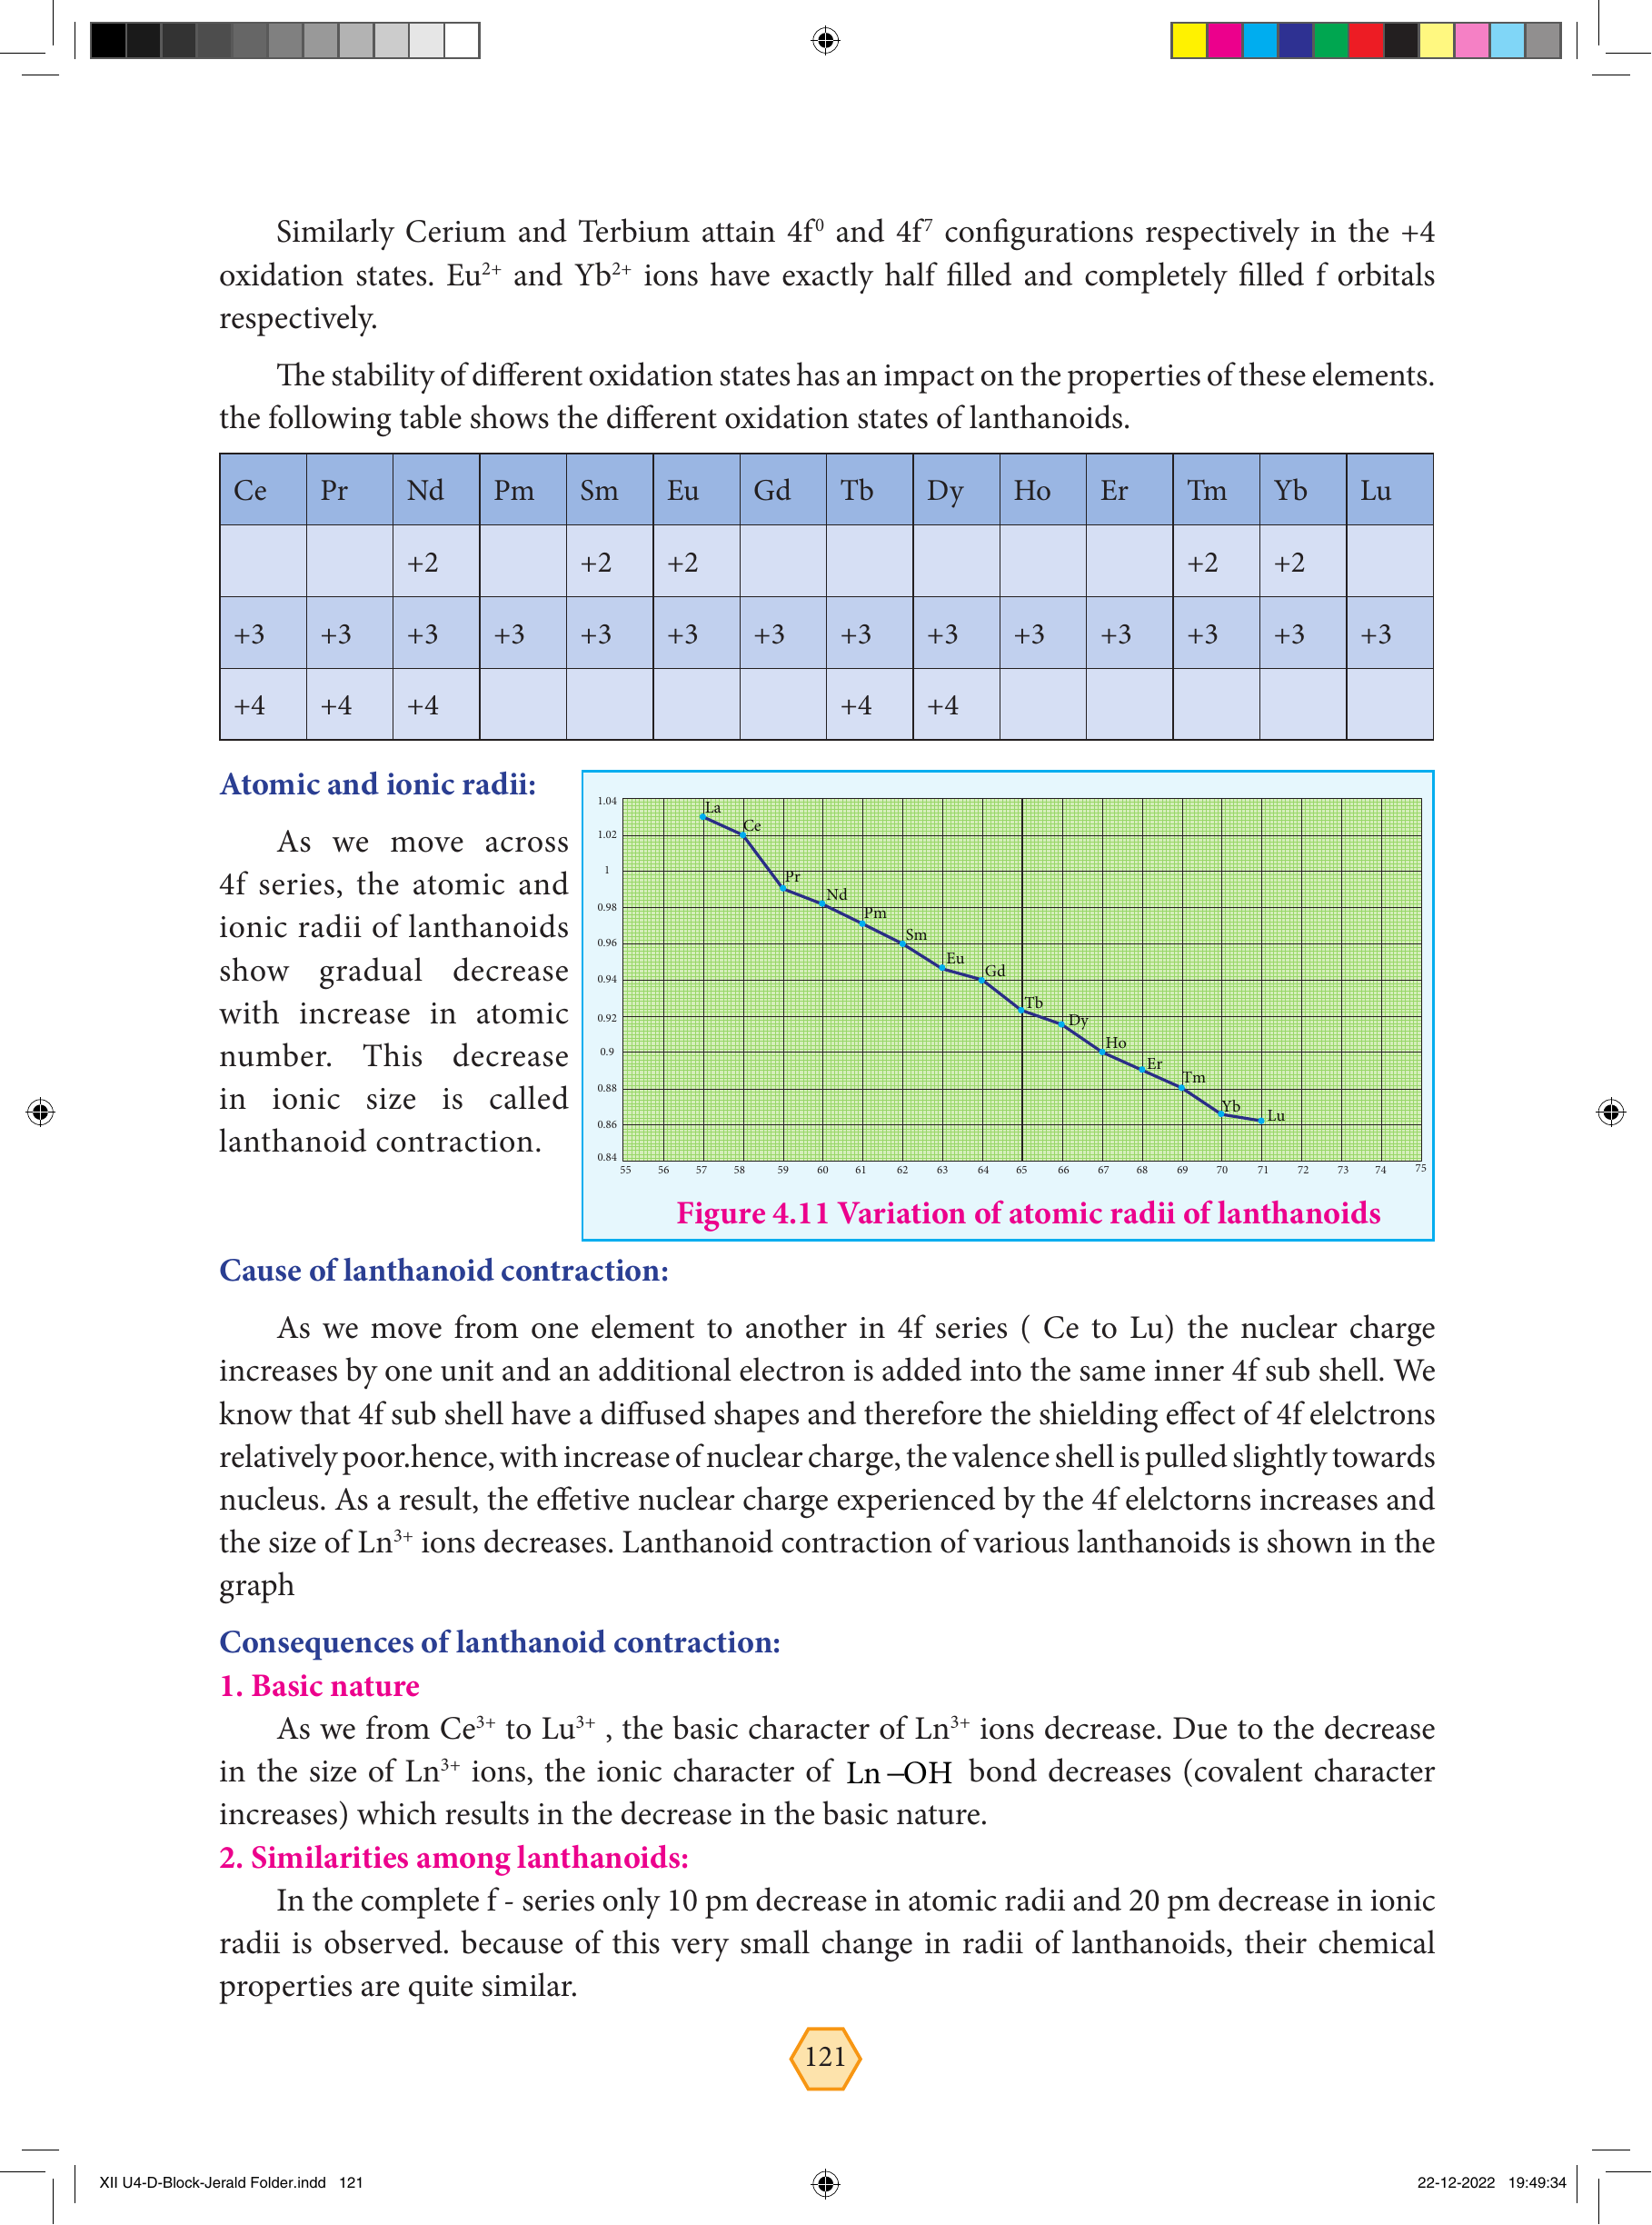 Similarly Cerium and Terbium attain 4f⁰ and 4f⁷ configurations respectively in the +4
oxidation states. Eu²⁺ and Yb²⁺ ions have exactly half filled and completely filled f orbitals
respectively.
The stability of different oxidation states has an impact on the properties of these elements.
the following table shows the different oxidation states of lanthanoids.
Ce Pr Nd Pm Sm Eu Gd Tb Dy Ho Er Tm Yb Lu
+2 +2 +2 +2 +2
+3 +3 +3 +3 +3 +3 +3 +3 +3 +3 +3 +3 +3 +3
+4 +4 +4 +4 +4
Atomic and ionic radii:
As we move across
4f series, the atomic and
ionic radii of lanthanoids
show gradual decrease
with increase in atomic
number. This decrease
in ionic size is called
lanthanoid contraction.
1.04
1.02
1
0.98
0.96
0.94
0.92
0.9
0.88
0.86
0.84
La
Ce
Pr
Nd
Pm
Sm
Eu
Gd
Tb
Dy
Ho
Er
Tm
Yb
Lu
55 56 57 58 59 60 61 62 63 64 65 66 67 68 69 70 71 72 73 74 75
Figure 4.11 Variation of atomic radii of lanthanoids
Cause of lanthanoid contraction:
As we move from one element to another in 4f series ( Ce to Lu) the nuclear charge
increases by one unit and an additional electron is added into the same inner 4f sub shell. We
know that 4f sub shell have a diffused shapes and therefore the shielding effect of 4f elelctrons
relatively poor.hence, with increase of nuclear charge, the valence shell is pulled slightly towards
nucleus. As a result, the effetive nuclear charge experienced by the 4f elelctorns increases and
the size of Ln³⁺ ions decreases. Lanthanoid contraction of various lanthanoids is shown in the
graph
Consequences of lanthanoid contraction:
1. Basic nature
As we from Ce³⁺ to Lu³⁺ , the basic character of Ln³⁺ ions decrease. Due to the decrease
in the size of Ln³⁺ ions, the ionic character of Ln –OH bond decreases (covalent character
increases) which results in the decrease in the basic nature.
2. Similarities among lanthanoids:
In the complete f - series only 10 pm decrease in atomic radii and 20 pm decrease in ionic
radii is observed. because of this very small change in radii of lanthanoids, their chemical
properties are quite similar.
121
XII U4-D-Block-Jerald Folder.indd 121
22-12-2022 19:49:34